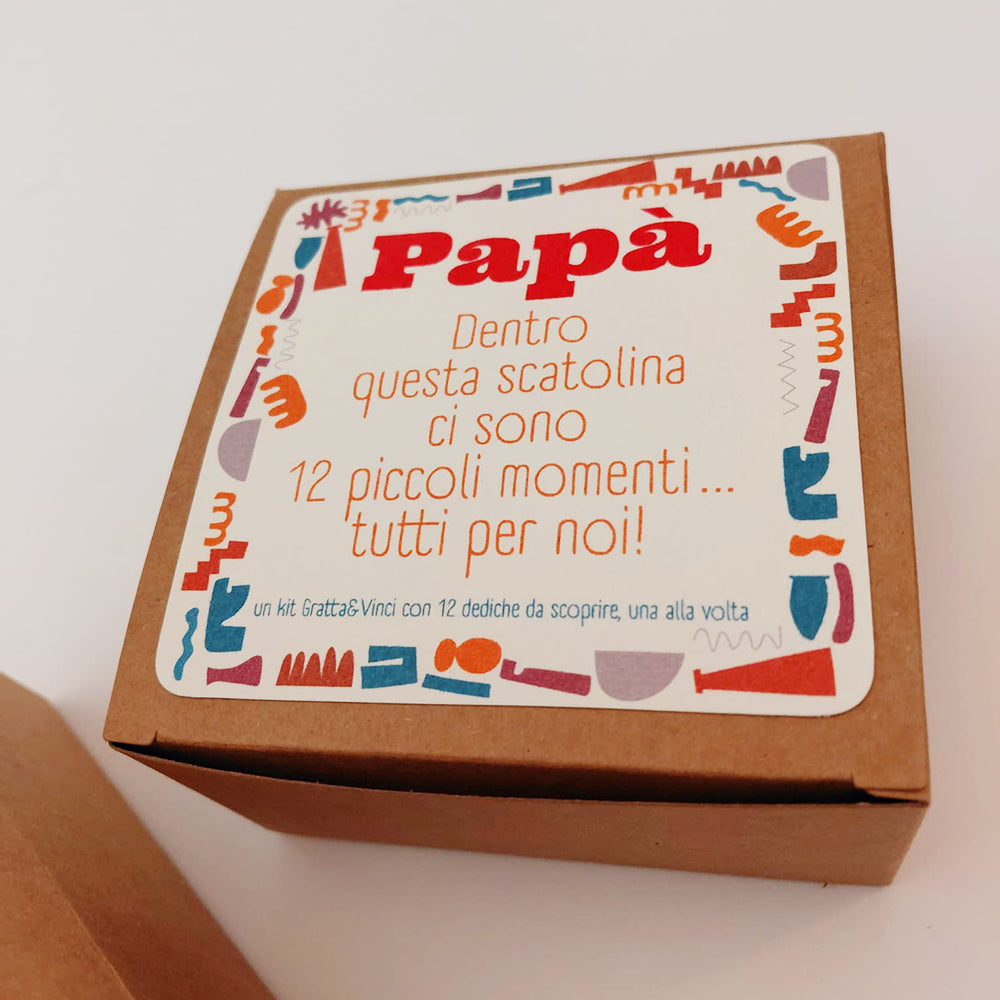 Papà
Dentro
questa scatolina
ci sono
12 piccoli momenti...
tutti per noi!
un kit Gratta&Vinci con 12 dediche da scoprire, una alla volta